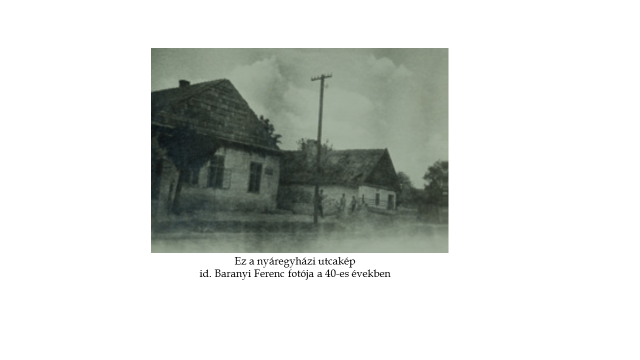 Ez a nyáregyházi utcakép
id. Baranyi Ferenc fotója a 40-es években